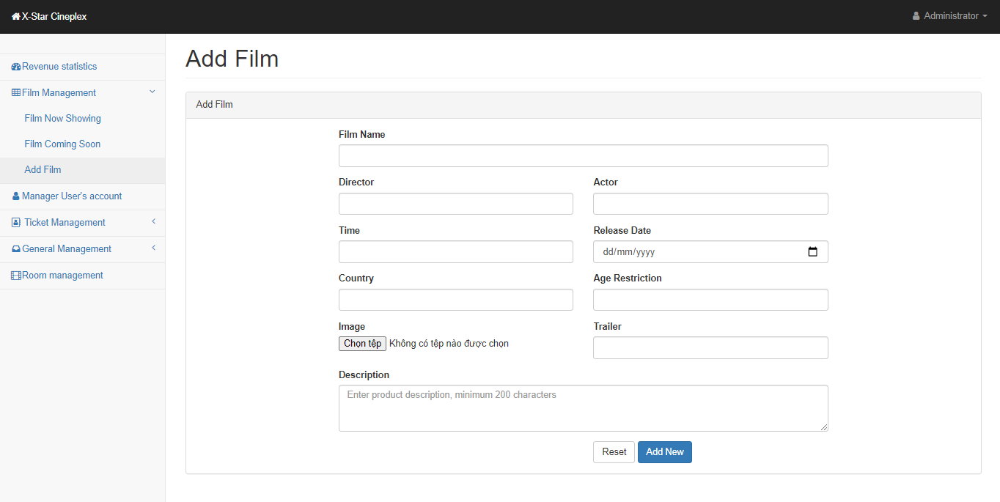 X-Star Cineplex
Administrator
Revenue statistics
Film Management
Film Now Showing
Film Coming Soon
Add Film
Manager User's account
Ticket Management
General Management
Room management
Add Film
Add Film
Film Name
Director
Actor
Time
Release Date
dd/mm/yyyy
Country
Age Restriction
Image
Chọn tệp Không có tệp nào được chọn
Trailer
Description
Enter product description, minimum 200 characters
Reset
Add New